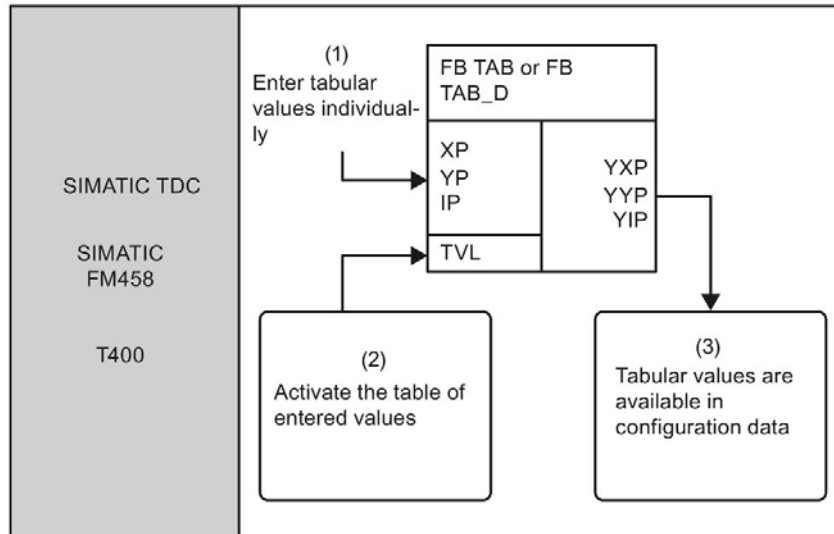 SIMATIC TDC
SIMATIC
FM458
T400
(1)
Enter tabular
values individual-
ly
FB TAB or FB
TAB_D
XP
YP
IP
TVL
YXP
YYP
YIP
(2)
Activate the table of
entered values
(3)
Tabular values are
available in
configuration data